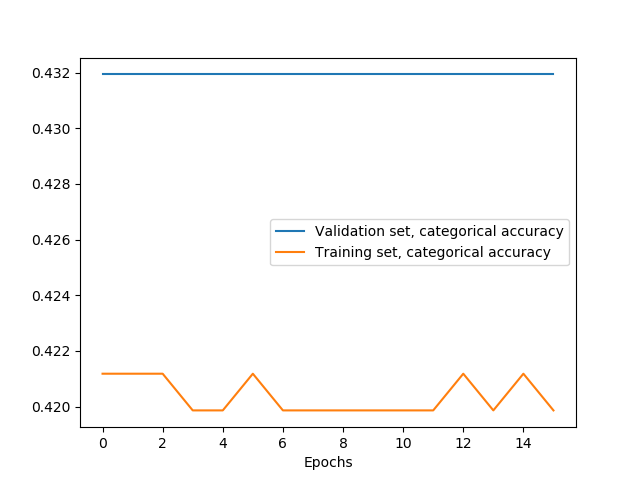 0.432
0.430
0.428
0.426
0.424
0.422
0.420
Validation set, categorical accuracy
Training set, categorical accuracy
0 2 4 6 8 10 12 14
Epochs